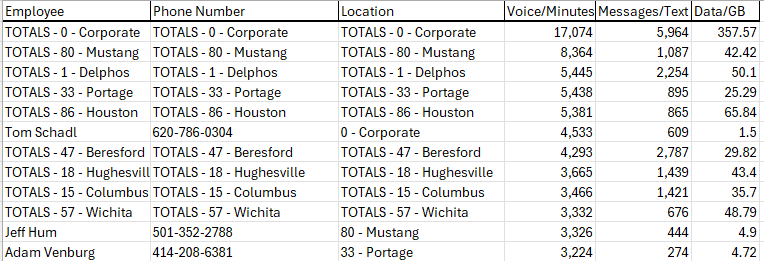 Employee Phone Number Location Voice/Minutes Messages/Text Data/GB
TOTALS - 0 - Corporate TOTALS - 0 - Corporate TOTALS - 0 - Corporate 17,074 5,964 357.57
TOTALS - 80 - Mustang TOTALS - 80 - Mustang TOTALS - 80 - Mustang 8,364 1,087 42.42
TOTALS - 1 - Delphos TOTALS - 1 - Delphos TOTALS - 1 - Delphos 5,445 2,254 50.1
TOTALS - 33 - Portage TOTALS - 33 - Portage TOTALS - 33 - Portage 5,438 895 25.29
TOTALS - 86 - Houston TOTALS - 86 - Houston TOTALS - 86 - Houston 5,381 865 65.84
Tom Schadl 620-786-0304 0 - Corporate 4,533 609 1.5
TOTALS - 47 - Beresford TOTALS - 47 - Beresford TOTALS - 47 - Beresford 4,293 2,787 29.82
TOTALS - 18 - Hughesvill TOTALS - 18 - Hughesville TOTALS - 18 - Hughesville 3,665 1,439 43.4
TOTALS - 15 - Columbus TOTALS - 15 - Columbus TOTALS - 15 - Columbus 3,466 1,421 35.7
TOTALS - 57 - Wichita TOTALS - 57 - Wichita TOTALS - 57 - Wichita 3,332 676 48.79
Jeff Hum 501-352-2788 80 - Mustang 3,326 444 4.9
Adam Venburg 414-208-6381 33 - Portage 3,224 274 4.72